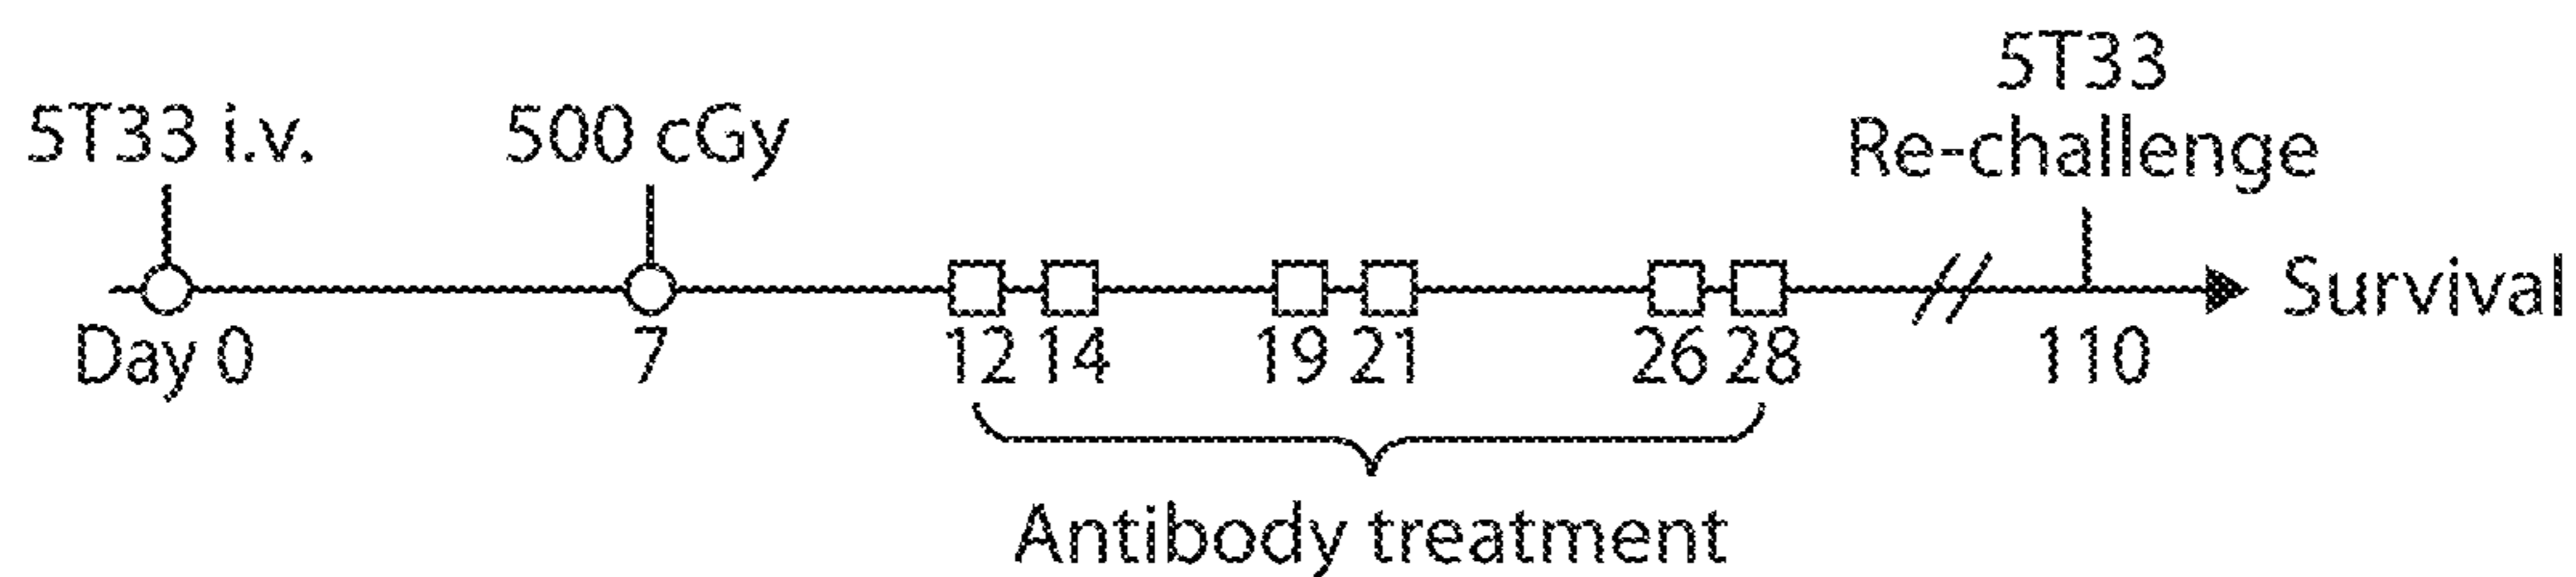 5T33 i.v.
500 cGy
5T33
Re-challenge
Survival
Day 0
7
12 14
19 21
26 28
110
Antibody treatment